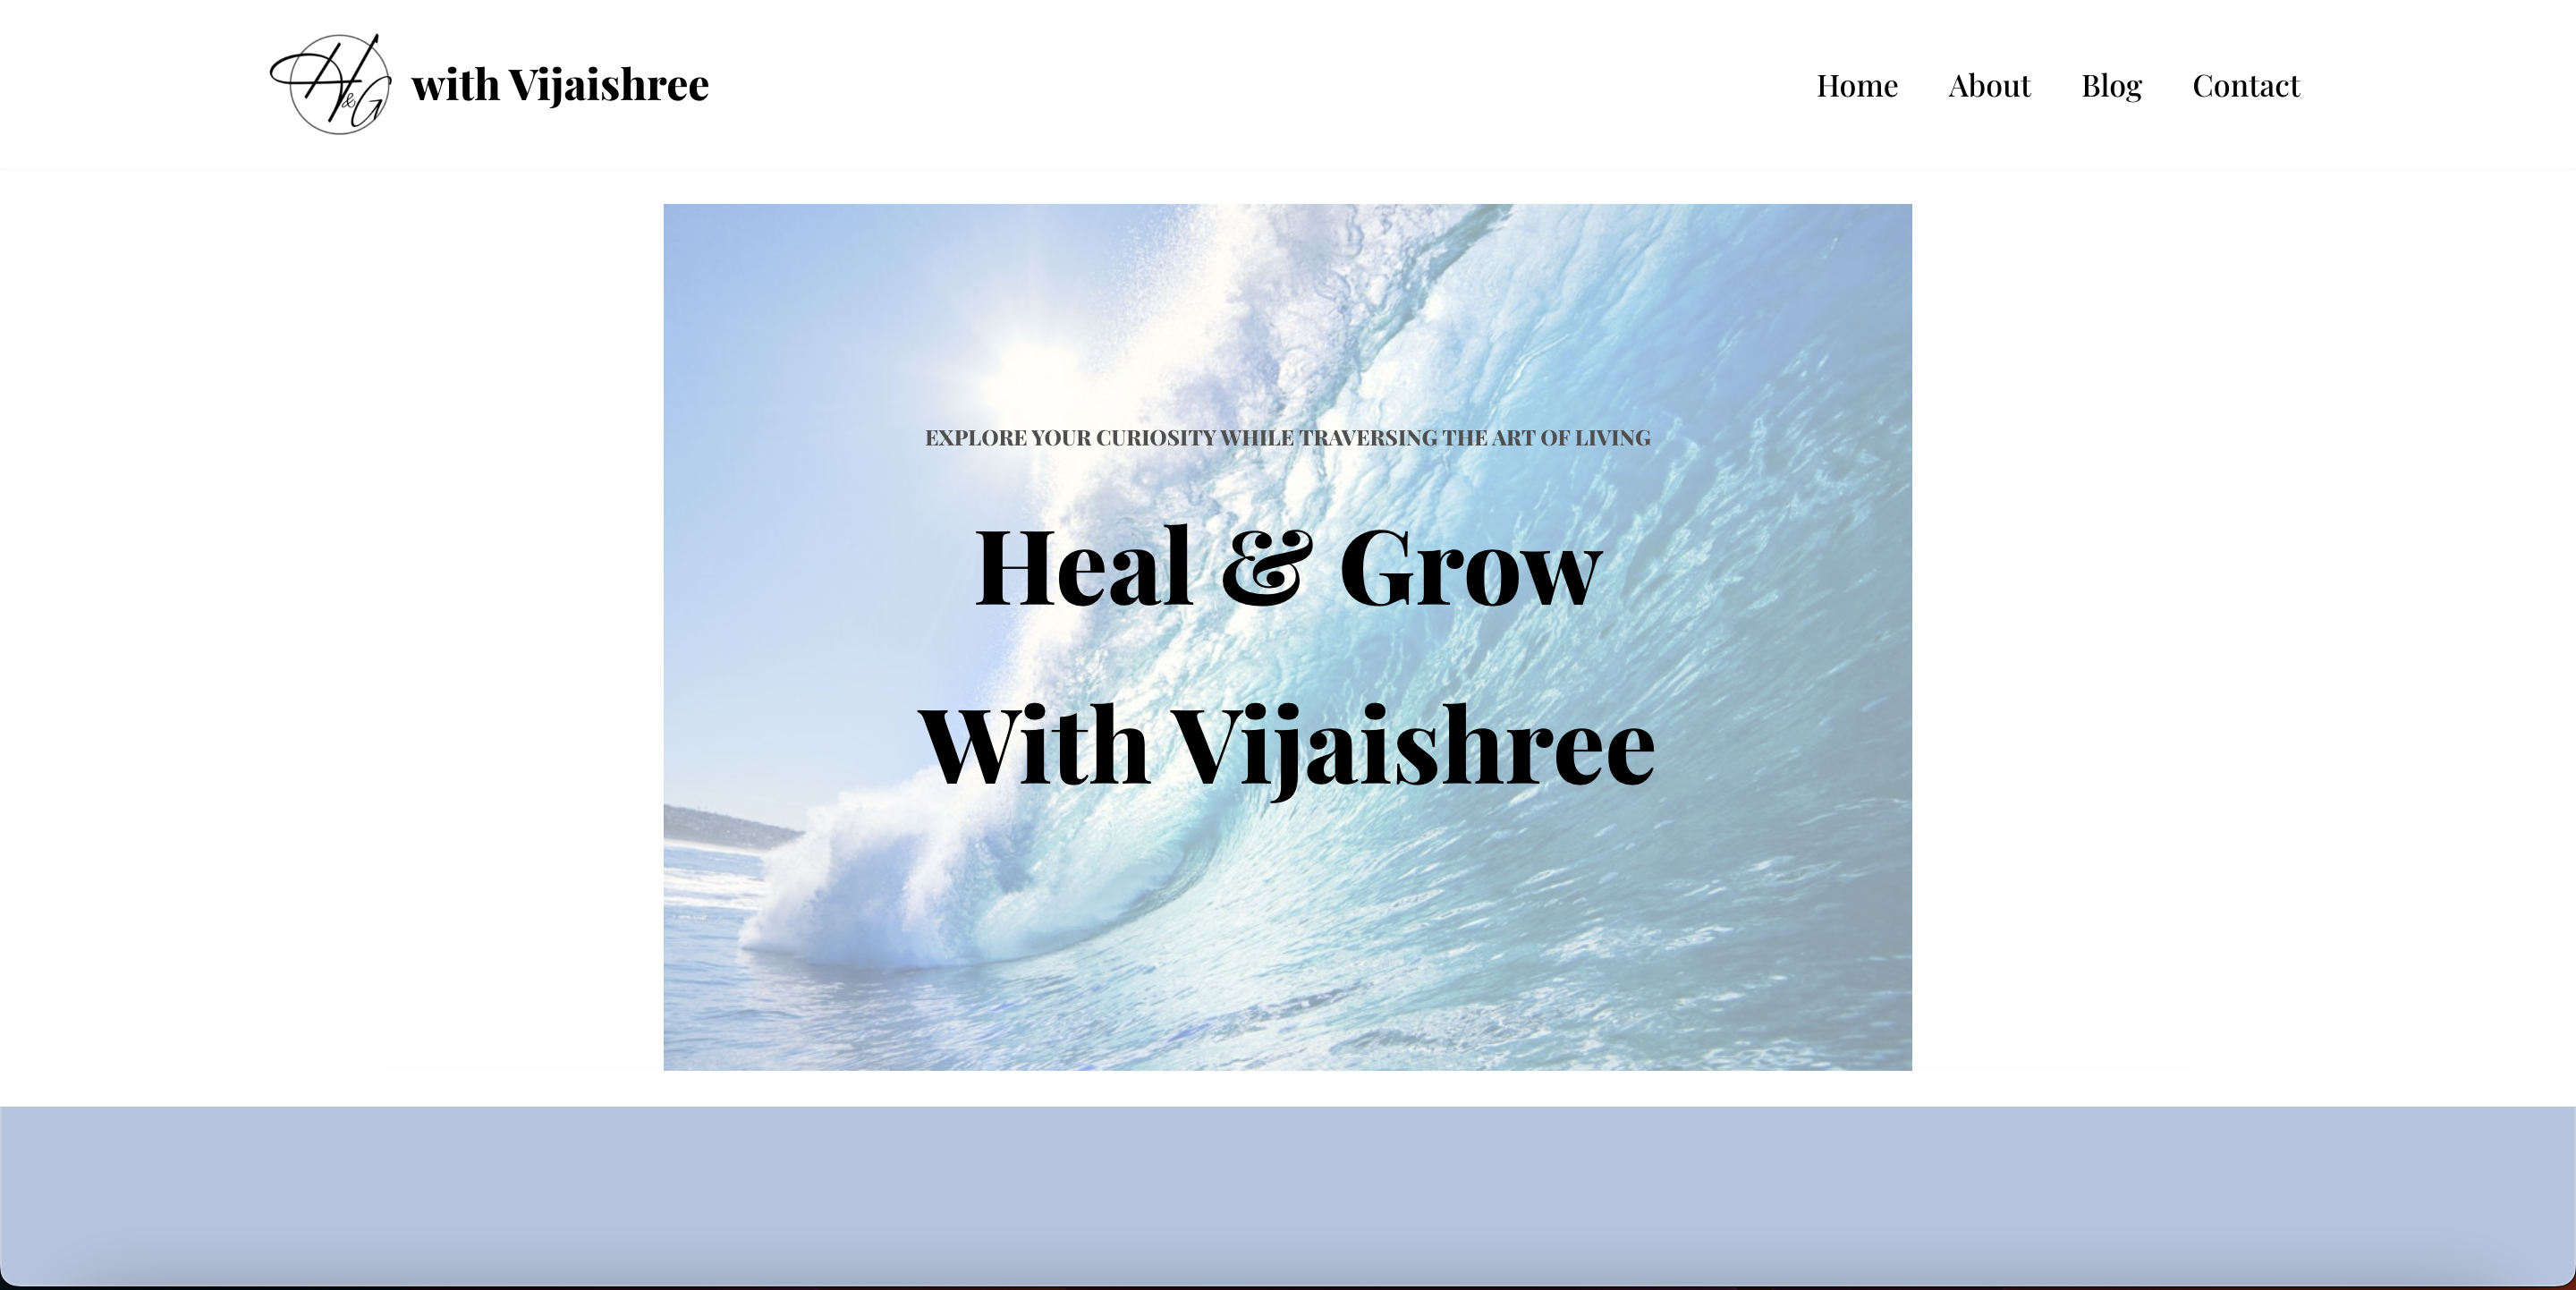 H&G
with Vijaishree
Home About Blog Contact
EXPLORE YOUR CURIOSITY WHILE TRAVERSING THE ART OF LIVING
Heal & Grow
With Vijaishree